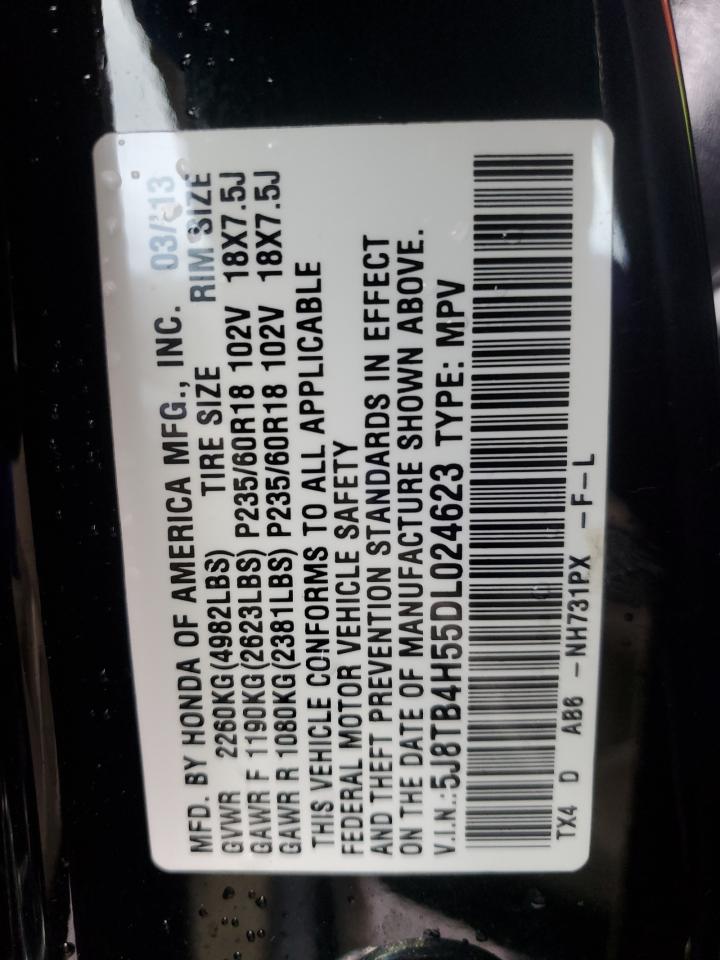 MFD. BY HONDA OF AMERICA MFG., INC. 03/13
GVWR 2260KG(4982LBS) TIRE SIZE RIM SIZE
GAWR F 1190KG(2623LBS) P235/60R18 102V 18X7.5J
GAWR R 1080KG(2381LBS) P235/60R18 102V 18X7.5J
THIS VEHICLE CONFORMS TO ALL APPLICABLE
FEDERAL MOTOR VEHICLE SAFETY
AND THEFT PREVENTION STANDARDS IN EFFECT
ON THE DATE OF MANUFACTURE SHOWN ABOVE.
V.I.N.:5J8TB4H55DL024623 TYPE: MPV
TX4 D AB6 -NH731PX -F-L